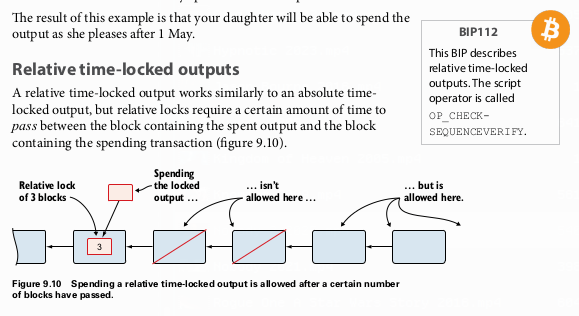 The result of this example is that your daughter will be able to spend the
output as she pleases after 1 May.
Relative time-locked outputs
A relative time-locked output works similarly to an absolute time-
locked output, but relative locks require a certain amount of time to
pass between the block containing the spent output and the block
containing the spending transaction (figure 9.10).
BIP112
This BIP describes
relative time-locked
outputs. The script
operator is called
OP_CHECK-
SEQUENCEVERIFY.
Relative lock
of 3 blocks
Spending
the locked
output ...
... isn't
allowed here ...
... but is
allowed here.
3
Figure 9.10 Spending a relative time-locked output is allowed after a certain number
of blocks have passed.